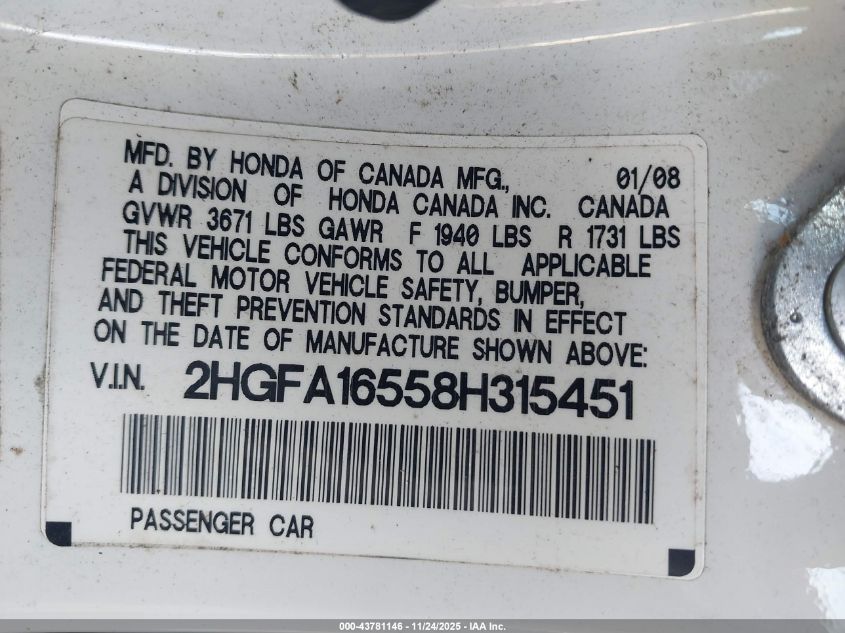 MFD. BY HONDA OF CANADA MFG., 01/08
A DIVISION OF HONDA CANADA INC. CANADA
GVWR 3671 LBS GAWR F 1940 LBS R 1731 LBS
THIS VEHICLE CONFORMS TO ALL APPLICABLE
FEDERAL MOTOR VEHICLE SAFETY, BUMPER,
AND THEFT PREVENTION STANDARDS IN EFFECT
ON THE DATE OF MANUFACTURE SHOWN ABOVE:
V.I.N. 2HGFA16558H315451
PASSENGER CAR
000-43781146 - 11/24/2025 - IAA Inc.